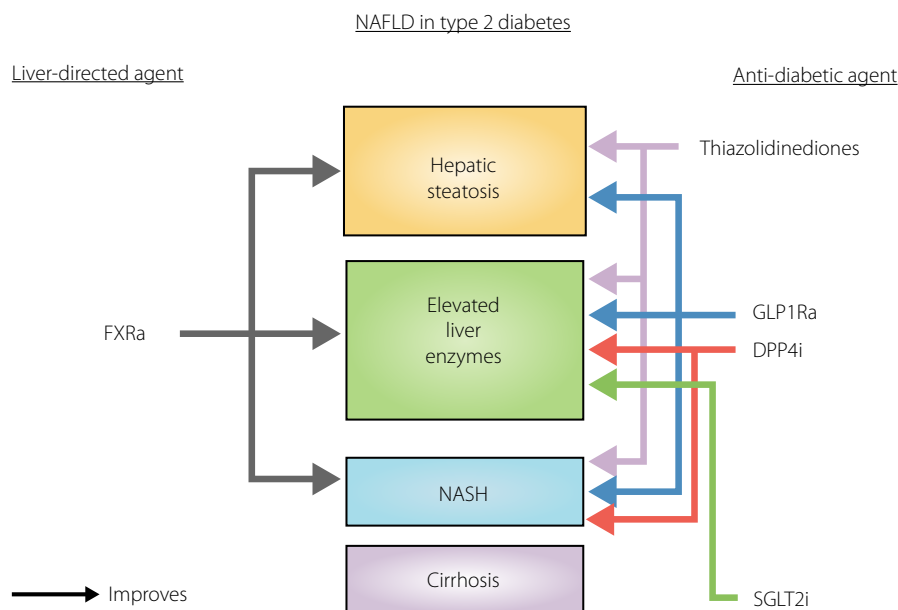 NAFLD in type 2 diabetes
Liver-directed agent
Anti-diabetic agent
Thiazolidinediones
Hepatic
steatosis
Elevated
liver
enzymes
FXRa
GLP1Ra
DPP4i
NASH
Cirrhosis
Improves
SGLT2i